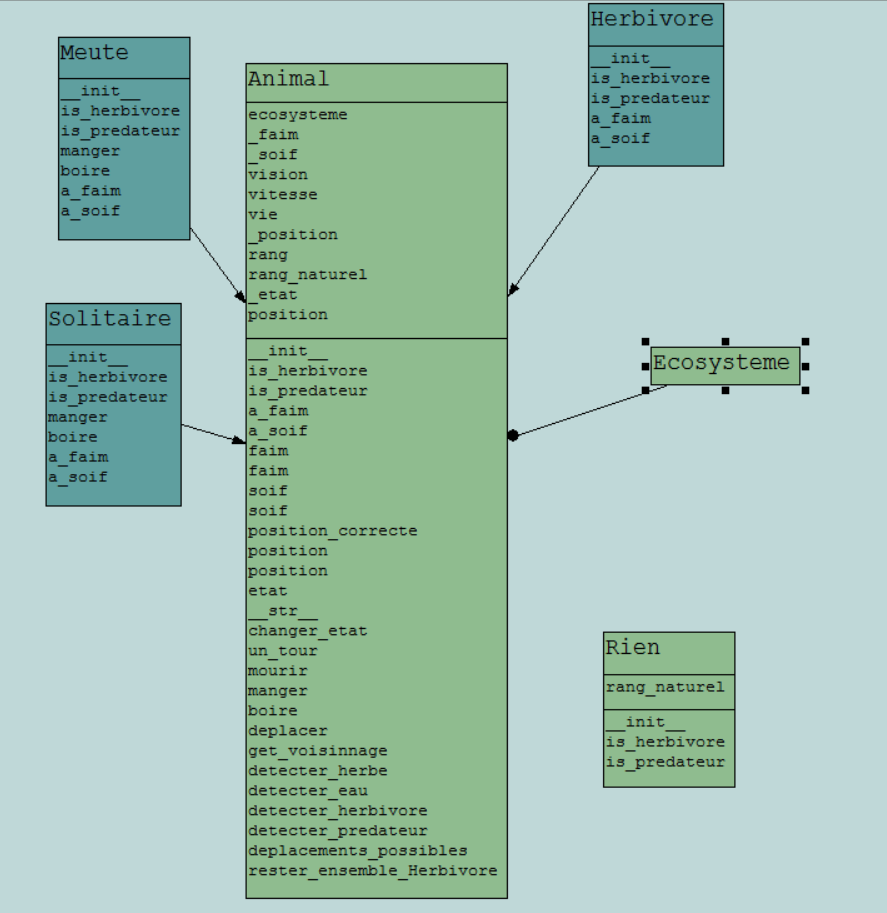 Meute
__init__
is_herbivore
is_predateur
manger
boire
a_faim
a_soif
Animal
ecosysteme
_faim
_soif
vision
vitesse
vie
_position
rang
rang_naturel
_etat
position
__init__
is_herbivore
is_predateur
a_faim
a_soif
faim
faim
soif
soif
position_correcte
position
position
etat
__str__
changer_etat
un_tour
mourir
manger
boire
deplacer
get_voisinnage
detecter_herbe
detecter_eau
detecter_herbivore
detecter_predateur
deplacements_possibles
rester_ensemble_Herbivore
Herbivore
__init__
is_herbivore
is_predateur
a_faim
a_soif
Solitaire
__init__
is_herbivore
is_predateur
manger
boire
a_faim
a_soif
Ecosysteme
Rien
rang_naturel
__init__
is_herbivore
is_predateur